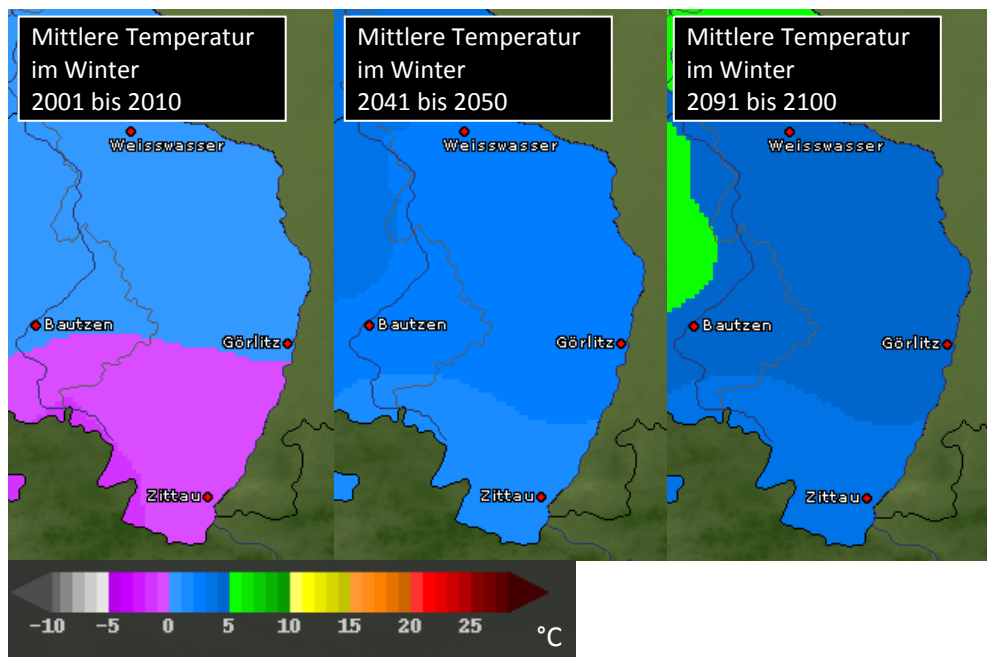 Mittlere Temperatur
im Winter
2001 bis 2010
Weisswasser
Bautzen
Görlitz
Zittau
Mittlere Temperatur
im Winter
2041 bis 2050
Weisswasser
Bautzen
Görlitz
Zittau
Mittlere Temperatur
im Winter
2091 bis 2100
Weisswasser
Bautzen
Görlitz
Zittau
-10 -5 0 5 10 15 20 25 °C